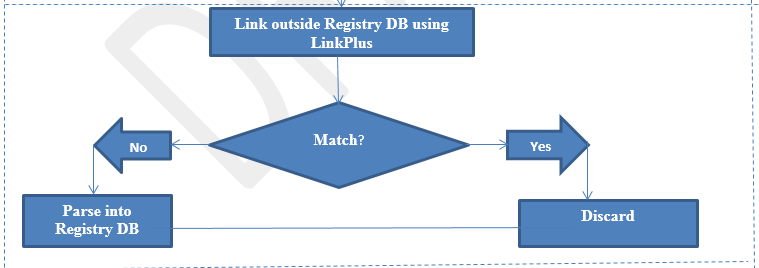 Link outside Registry DB using
LinkPlus
Match?
No
Yes
Parse into
Registry DB
Discard